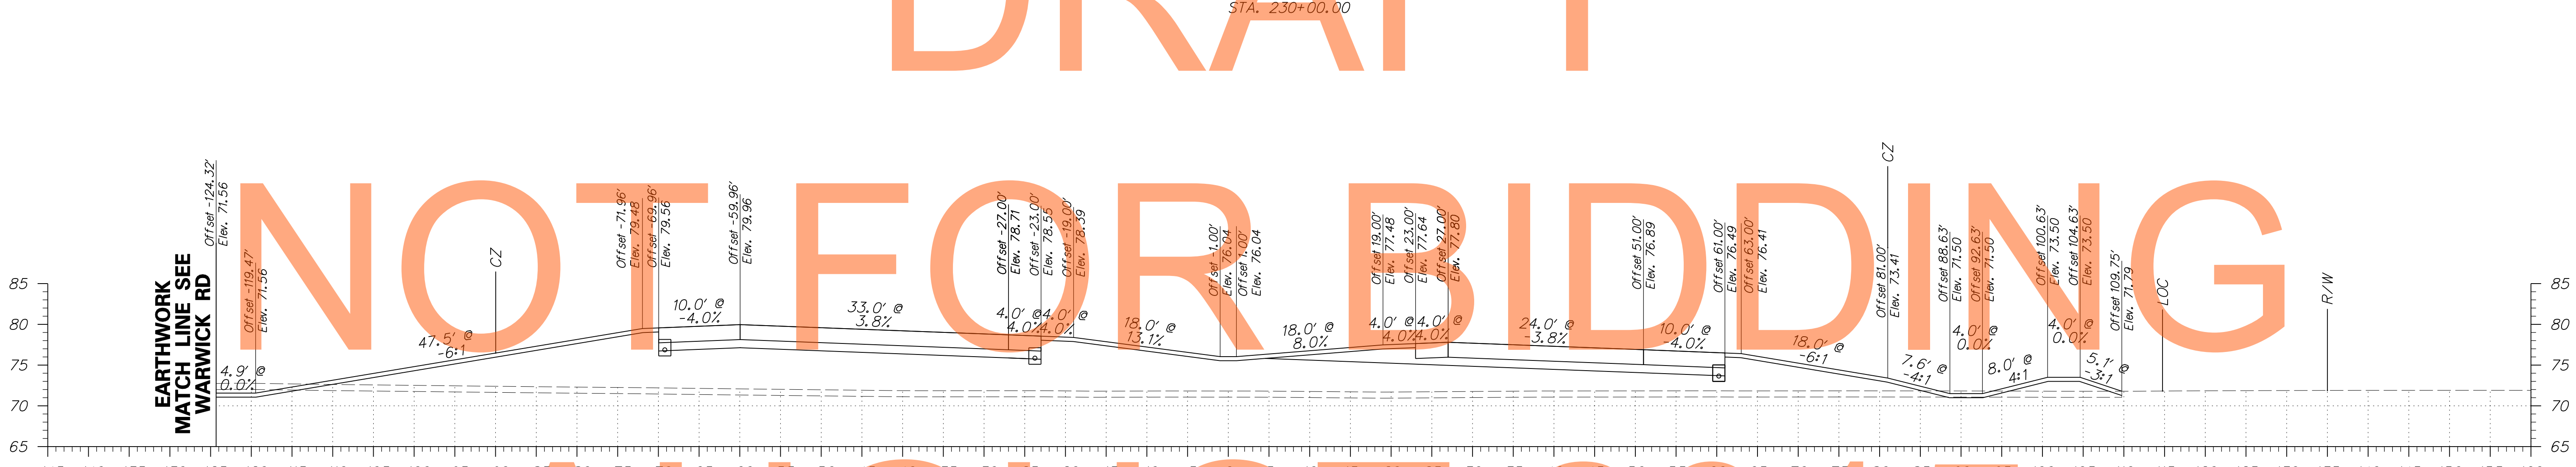 DRAFT
STA. 230+00.00
NOT FOR BIDDING
EARTHWORK
MATCH LINE SEE
WARWICK RD
Offset -124.32'
Elev. 71.56
Offset -119.47'
Elev. 71.56
4.9' @
0.0%
47.5' @
-6:1
CZ
Offset -71.96'
Elev. 79.48
Offset -69.96'
Elev. 79.56
10.0' @
-4.0%
Offset -59.96'
Elev. 79.96
33.0' @
3.8%
Offset -27.00'
Elev. 78.71
4.0' @
4.0%
Offset -23.00'
Elev. 78.55
4.0' @
4.0%
Offset -19.00'
Elev. 78.39
18.0' @
13.1%
Offset -1.00'
Elev. 76.04
Offset 1.00'
Elev. 76.04
18.0' @
8.0%
Offset 19.00'
Elev. 77.48
4.0' @
4.0%
Offset 23.00'
Elev. 77.64
4.0' @
4.0%
Offset 27.00'
Elev. 77.80
24.0' @
-3.8%
Offset 51.00'
Elev. 76.89
10.0' @
-4.0%
Offset 61.00'
Elev. 76.49
Offset 63.00'
Elev. 76.41
18.0' @
-6:1
CZ
Offset 81.00'
Elev. 73.41
7.6' @
-4:1
Offset 88.63'
Elev. 71.50
4.0' @
0.0%
Offset 92.63'
Elev. 71.50
8.0' @
4:1
Offset 100.63'
Elev. 73.50
4.0' @
0.0%
Offset 104.63'
Elev. 73.50
5.1' @
-3:1
Offset 109.75'
Elev. 71.79
LOC
R/W
85
80
75
70
65
85
80
75
70
65